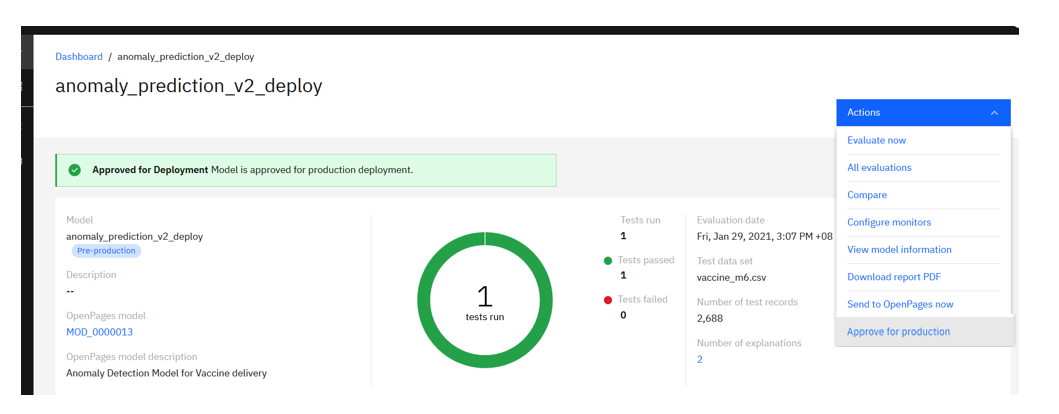 Dashboard / anomaly_prediction_v2_deploy
anomaly_prediction_v2_deploy
Actions
Evaluate now
All evaluations
Compare
Configure monitors
View model information
Download report PDF
Send to OpenPages now
Approve for production
Approved for Deployment Model is approved for production deployment.
Model
anomaly_prediction_v2_deploy
Pre-production
Description
--
OpenPages model
MOD_0000013
OpenPages model description
Anomaly Detection Model for Vaccine delivery
1
tests run
Tests run
1
Tests passed
1
Tests failed
0
Evaluation date
Fri, Jan 29, 2021, 3:07 PM +08
Test data set
vaccine_m6.csv
Number of test records
2,688
Number of explanations
2